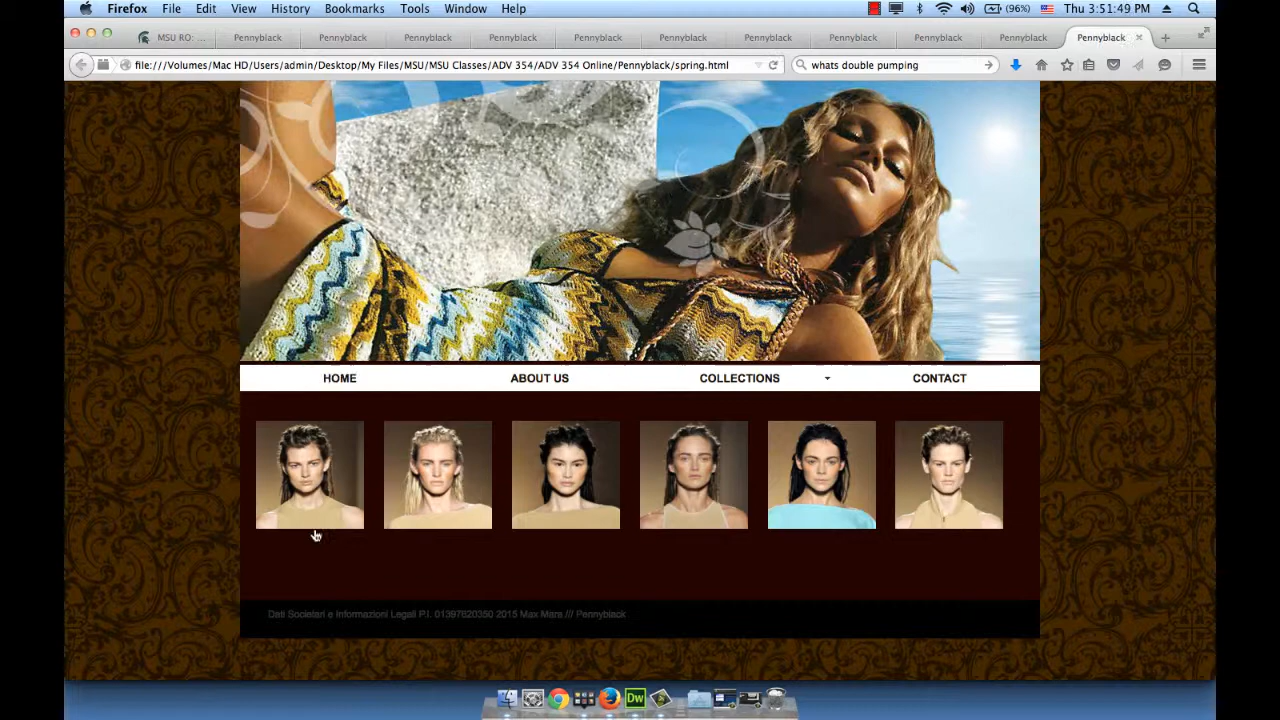 Firefox File Edit View History Bookmarks Tools Window Help (96%) Thu 3:51:49 PM
MSU RO: ... Pennyblack Pennyblack Pennyblack Pennyblack Pennyblack Pennyblack Pennyblack Pennyblack Pennyblack Pennyblack Pennyblack
file:///Volumes/Mac HD/Users/admin/Desktop/My Files/MSU/MSU Classes/ADV 354/ADV 354 Online/Pennyblack/spring.html whats double pumping
HOME ABOUT US COLLECTIONS CONTACT
Dati Societari e Informazioni Legali P.I. 01397620350 2015 Max Mara /// Pennyblack
Dw